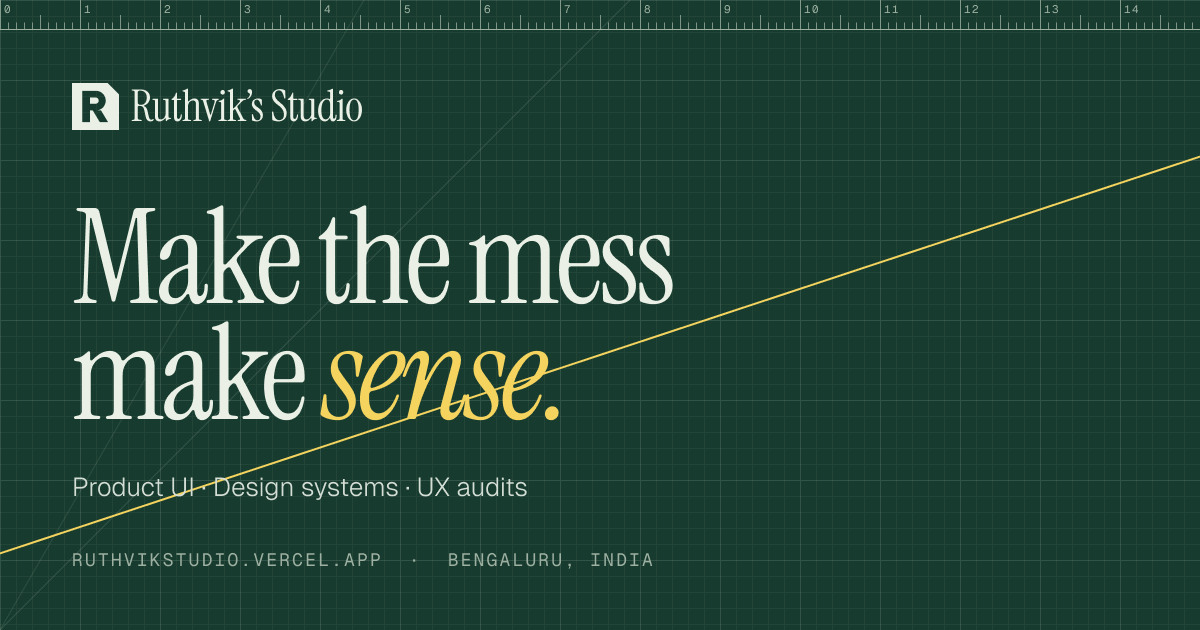 0 1 2 3 4 5 6 7 8 9 10 11 12 13 14
R Ruthvik’s Studio
Make the mess
make sense.
Product UI · Design systems · UX audits
RUTHVIKSTUDIO.VERCEL.APP · BENGALURU, INDIA